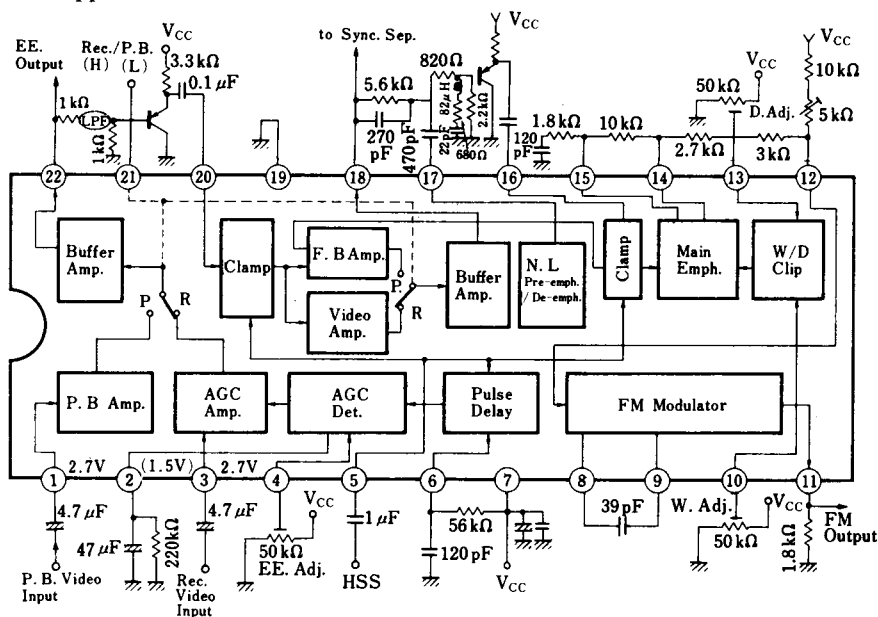 EE.
Output
Rec./P.B.
(H) (L)
VCC
3.3kΩ
0.1μF
1kΩ
LPF
1kΩ
to Sync. Sep.
5.6kΩ
270
pF
470pF
820Ω
82μH
22pF
680Ω
2.2kΩ
VCC
120
pF
1.8kΩ
10kΩ
2.7kΩ
3kΩ
50kΩ
VCC
D.Adj.
VCC
10kΩ
5kΩ
22
21
20
19
18
17
16
15
14
13
12
Buffer
Amp.
P.
R
Clamp
F.B Amp.
Video
Amp.
P.
R
Buffer
Amp.
N.L
Pre-emph.
/De-emph.
Clamp
Main
Emph.
W/D
Clip
P.B Amp.
AGC
Amp.
AGC
Det.
Pulse
Delay
FM Modulator
1
2
3
4
5
6
7
8
9
10
11
2.7V
(1.5V)
2.7V
4.7μF
47μF
220kΩ
4.7μF
P.B. Video
Input
Rec.
Video
Input
VCC
50kΩ
EE. Adj.
1μF
HSS
56kΩ
120pF
VCC
39pF
W. Adj.
VCC
50kΩ
1.8kΩ
FM
Output